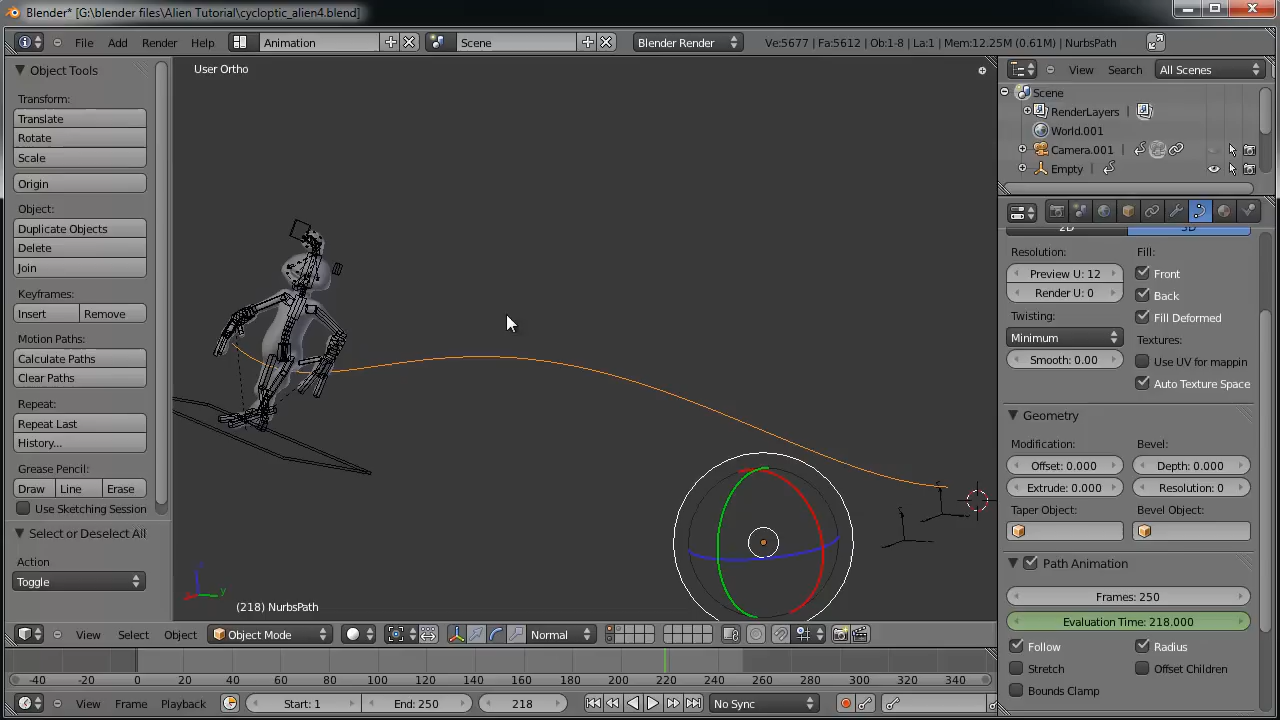 Blender* [G:\blender files\Alien Tutorial\cycloptic_alien4.blend]
File Add Render Help Animation Scene Blender Render Ve:5677 | Fa:5612 | Ob:1-8 | La:1 | Mem:12.25M (0.61M) | NurbsPath
Object Tools
Transform:
Translate
Rotate
Scale
Origin
Object:
Duplicate Objects
Delete
Join
Keyframes:
Insert Remove
Motion Paths:
Calculate Paths
Clear Paths
Repeat:
Repeat Last
History...
Grease Pencil:
Draw Line Erase
Use Sketching Session
Select or Deselect All
Action
Toggle
User Ortho
(218) NurbsPath
View Select Object Object Mode Normal
-40 -20 0 20 40 60 80 100 120 140 160 180 200 220 240 260 280 300 320 340
View Frame Playback Start: 1 End: 250 218 No Sync
View Search All Scenes
Scene
RenderLayers |
World.001
Camera.001 |
Empty |
2D 3D
Resolution: Fill:
Preview U: 12 Front
Render U: 0 Back
Twisting: Fill Deformed
Minimum Textures:
Smooth: 0.00 Use UV for mappin
Auto Texture Space
Geometry
Modification: Bevel:
Offset: 0.000 Depth: 0.000
Extrude: 0.000 Resolution: 0
Taper Object: Bevel Object:
Path Animation
Frames: 250
Evaluation Time: 218.000
Follow Radius
Stretch Offset Children
Bounds Clamp